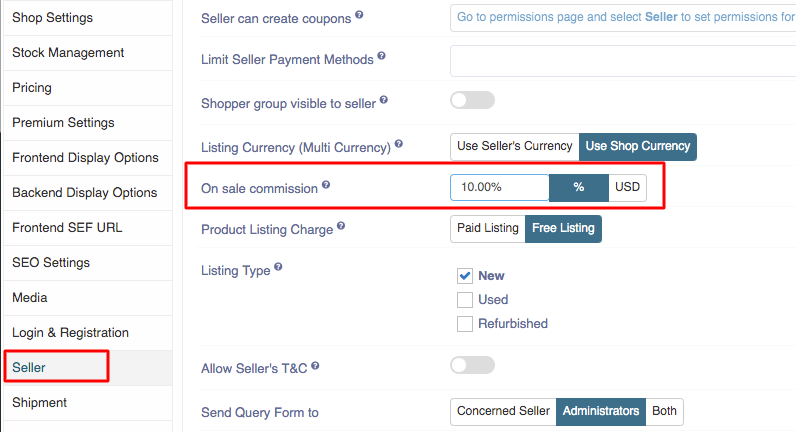 Shop Settings
Stock Management
Pricing
Premium Settings
Frontend Display Options
Backend Display Options
Frontend SEF URL
SEO Settings
Media
Login & Registration
Seller
Shipment
Seller can create coupons ?
Go to permissions page and select Seller to set permissions for
Limit Seller Payment Methods ?
Shopper group visible to seller ?
Listing Currency (Multi Currency) ?
Use Seller's Currency Use Shop Currency
On sale commission ?
10.00% % USD
Product Listing Charge ?
Paid Listing Free Listing
Listing Type ?
New
Used
Refurbished
Allow Seller's T&C ?
Send Query Form to
Concerned Seller Administrators Both